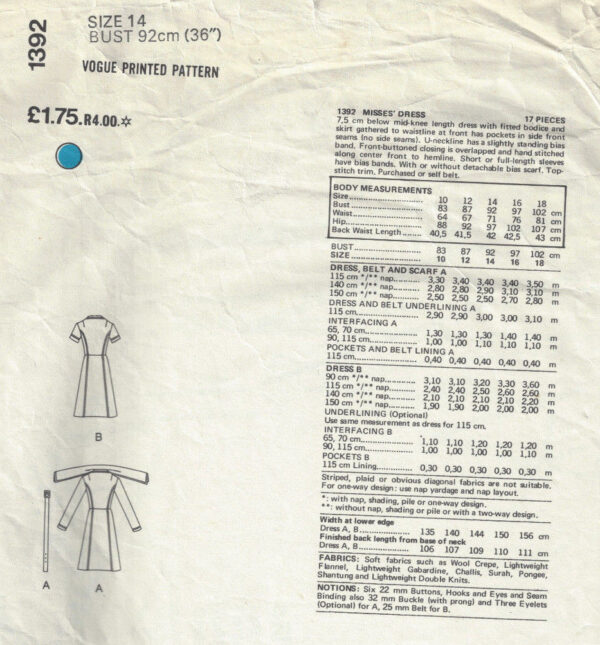 1392
SIZE 14
BUST 92cm (36")
VOGUE PRINTED PATTERN
£1.75.R4.00.✲
1392 MISSES' DRESS 17 PIECES
7,5 cm below mid-knee length dress with fitted bodice and
skirt gathered to waistline at front has pockets in side front
seams (no side seams). U-neckline has a slightly standing bias
band. Front-buttoned closing is overlapped and hand stitched
along center front to hemline. Short or full-length sleeves
have bias bands. With or without detachable bias scarf. Top-
stitch trim. Purchased or self belt.
BODY MEASUREMENTS
Size 10 12 14 16 18
Bust 83 87 92 97 102 cm
Waist 64 67 71 76 81 cm
Hip 88 92 97 102 107 cm
Back Waist Length 40,5 41,5 42 42,5 43 cm
BUST 83 87 92 97 102 cm
SIZE 10 12 14 16 18
DRESS, BELT AND SCARF A
115 cm */** nap 3,30 3,40 3,40 3,40 3,50 m
140 cm */** nap 2,80 2,80 2,90 3,10 3,10 m
150 cm */** nap 2,50 2,50 2,50 2,70 2,80 m
DRESS AND BELT UNDERLINING A
115 cm 2,90 2,90 3,00 3,00 3,10 m
INTERFACING A
65, 70 cm 1,30 1,30 1,30 1,40 1,40 m
90, 115 cm 1,00 1,00 1,10 1,10 1,10 m
POCKETS AND BELT LINING A
115 cm 0,40 0,40 0,40 0,40 0,40 m
DRESS B
90 cm */** nap 3,10 3,10 3,20 3,30 3,60 m
115 cm */** nap 2,40 2,40 2,50 2,60 2,60 m
140 cm */** nap 2,10 2,10 2,10 2,10 2,20 m
150 cm */** nap 1,90 1,90 2,00 2,00 2,00 m
UNDERLINING (Optional)
Use same measurement as dress for 115 cm.
INTERFACING B
65, 70 cm 1,10 1,10 1,20 1,20 1,20 m
90, 115 cm 1,00 1,00 1,00 1,00 1,00 m
POCKETS B
115 cm Lining 0,30 0,30 0,30 0,30 0,30 m
Striped, plaid or obvious diagonal fabrics are not suitable.
For one-way design: use nap yardage and nap layout.
*: with nap, shading, pile or one-way design.
**: without nap, shading or pile or with a two-way design.
Width at lower edge
Dress A, B 135 140 144 150 156 cm
Finished back length from base of neck
Dress A, B 106 107 109 110 111 cm
FABRICS: Soft fabrics such as Wool Crepe, Lightweight
Flannel, Lightweight Gabardine, Challis, Surah, Pongee,
Shantung and Lightweight Double Knits.
NOTIONS: Six 22 mm Buttons, Hooks and Eyes and Seam
Binding also 32 mm Buckle (with prong) and Three Eyelets
(Optional) for A, 25 mm Belt for B.
B
A
A